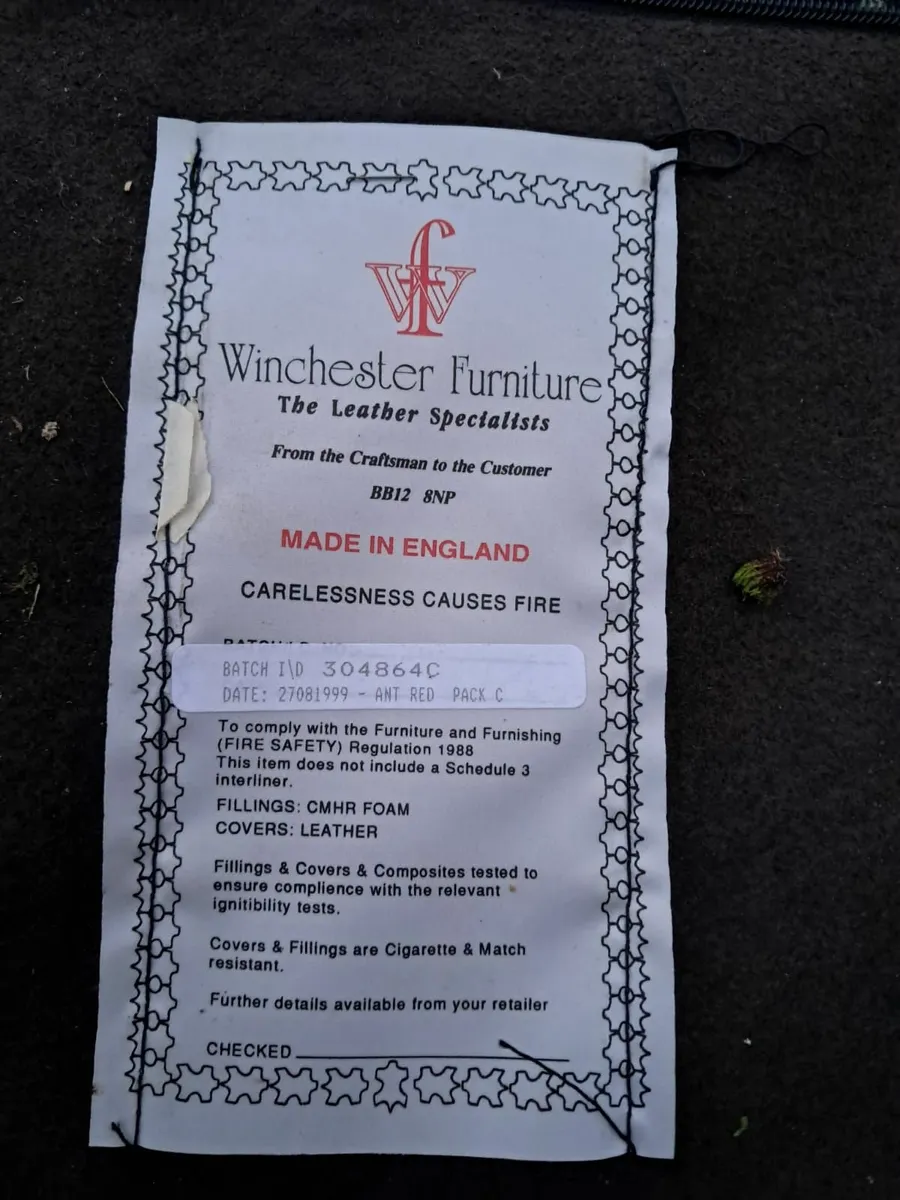 Wf
Winchester Furniture
The Leather Specialists
From the Craftsman to the Customer
BB12 8NP
MADE IN ENGLAND
CARELESSNESS CAUSES FIRE
BATCH I\D 304864C
DATE: 27081999 - ANT RED PACK C
To comply with the Furniture and Furnishing
(FIRE SAFETY) Regulation 1988
This item does not include a Schedule 3
interliner.
FILLINGS: CMHR FOAM
COVERS: LEATHER
Fillings & Covers & Composites tested to
ensure complience with the relevant
ignitibility tests.
Covers & Fillings are Cigarette & Match
resistant.
Further details available from your retailer
CHECKED